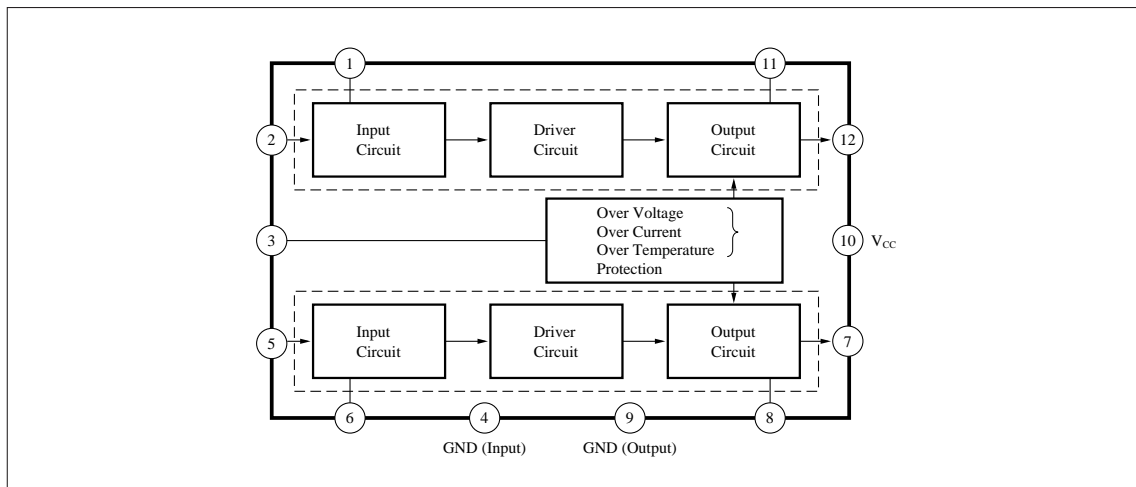 1
11
2
Input
Circuit
Driver
Circuit
Output
Circuit
12
3
Over Voltage
Over Current
Over Temperature
Protection
10
V_CC
5
Input
Circuit
Driver
Circuit
Output
Circuit
7
6
4
9
8
GND (Input)
GND (Output)